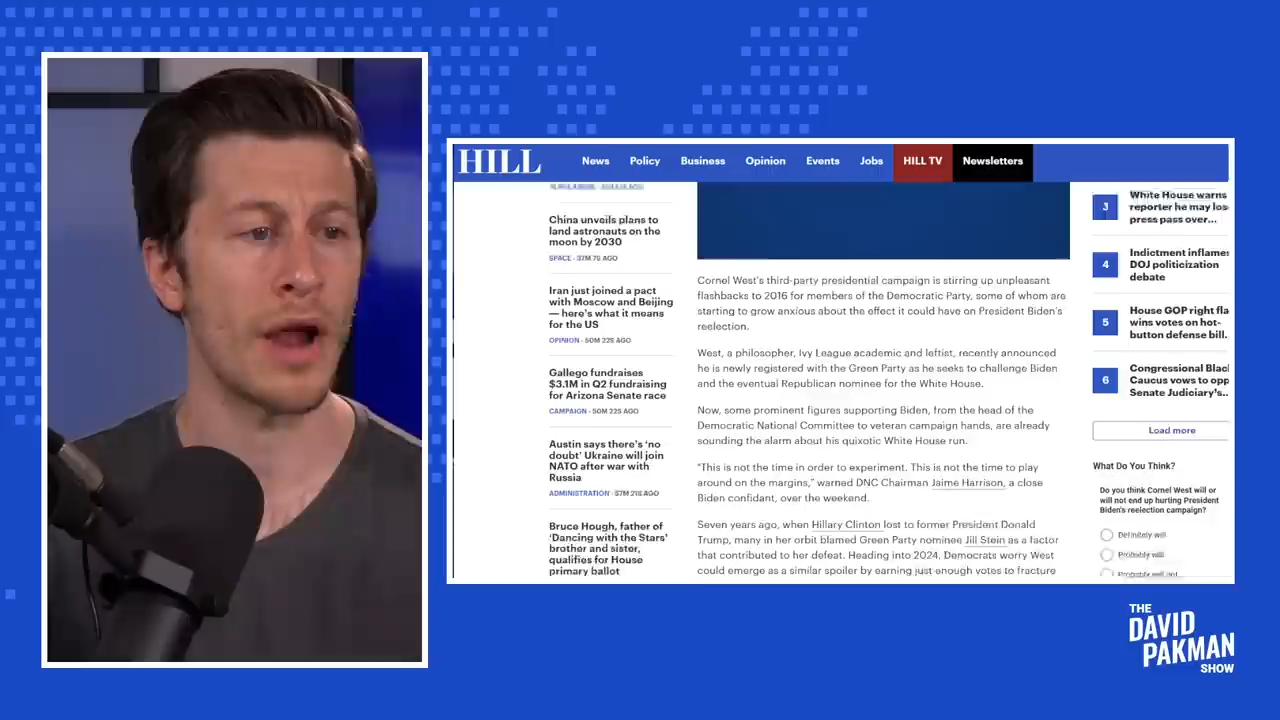 HILL
News
Policy
Business
Opinion
Events
Jobs
HILL TV
Newsletters
China unveils plans to
land astronauts on the
moon by 2030
SPACE - 37M 7S AGO
Iran just joined a pact
with Moscow and Beijing
— here's what it means
for the US
OPINION - 50M 22S AGO
Gallego fundraises
$3.1M in Q2 fundraising
for Arizona Senate race
CAMPAIGN - 50M 22S AGO
Austin says there's 'no
doubt' Ukraine will join
NATO after war with
Russia
ADMINISTRATION - 57M 21S AGO
Bruce Hough, father of
'Dancing with the Stars'
brother and sister,
qualifies for House
primary ballot
Cornel West's third-party presidential campaign is stirring up unpleasant
flashbacks to 2016 for members of the Democratic Party, some of whom are
starting to grow anxious about the effect it could have on President Biden's
reelection.
West, a philosopher, Ivy League academic and leftist, recently announced
he is newly registered with the Green Party as he seeks to challenge Biden
and the eventual Republican nominee for the White House.
Now, some prominent figures supporting Biden, from the head of the
Democratic National Committee to veteran campaign hands, are already
sounding the alarm about his quixotic White House run.
"This is not the time in order to experiment. This is not the time to play
around on the margins," warned DNC Chairman Jaime Harrison, a close
Biden confidant, over the weekend.
Seven years ago, when Hillary Clinton lost to former President Donald
Trump, many in her orbit blamed Green Party nominee Jill Stein as a factor
that contributed to her defeat. Heading into 2024, Democrats worry West
could emerge as a similar spoiler by earning just enough votes to fracture
3
White House warns
reporter he may los
press pass over...
4
Indictment inflames
DOJ politicization
debate
5
House GOP right fla
wins votes on hot-
button defense bill.
6
Congressional Blac
Caucus vows to opp
Senate Judiciary's..
Load more
What Do You Think?
Do you think Cornel West will or
will not end up hurting President
Biden's reelection campaign?
Definitely will
Probably will
Probably will not
THE
DAVID
PAKMAN
SHOW